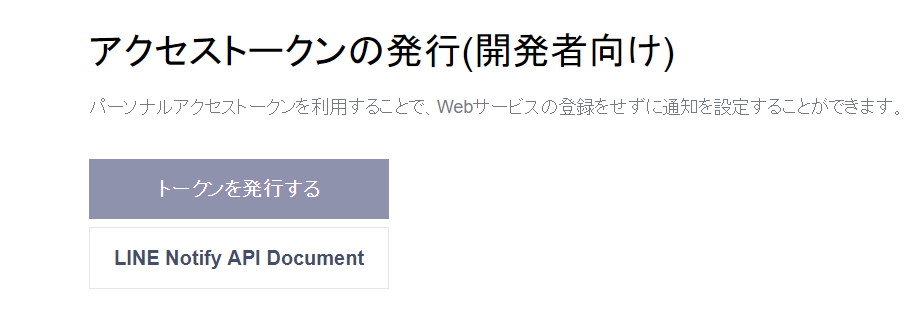 アクセストークンの発行(開発者向け)
パーソナルアクセストークンを利用することで、Webサービスの登録をせずに通知を設定することができます。
トークンを発行する
LINE Notify API Document